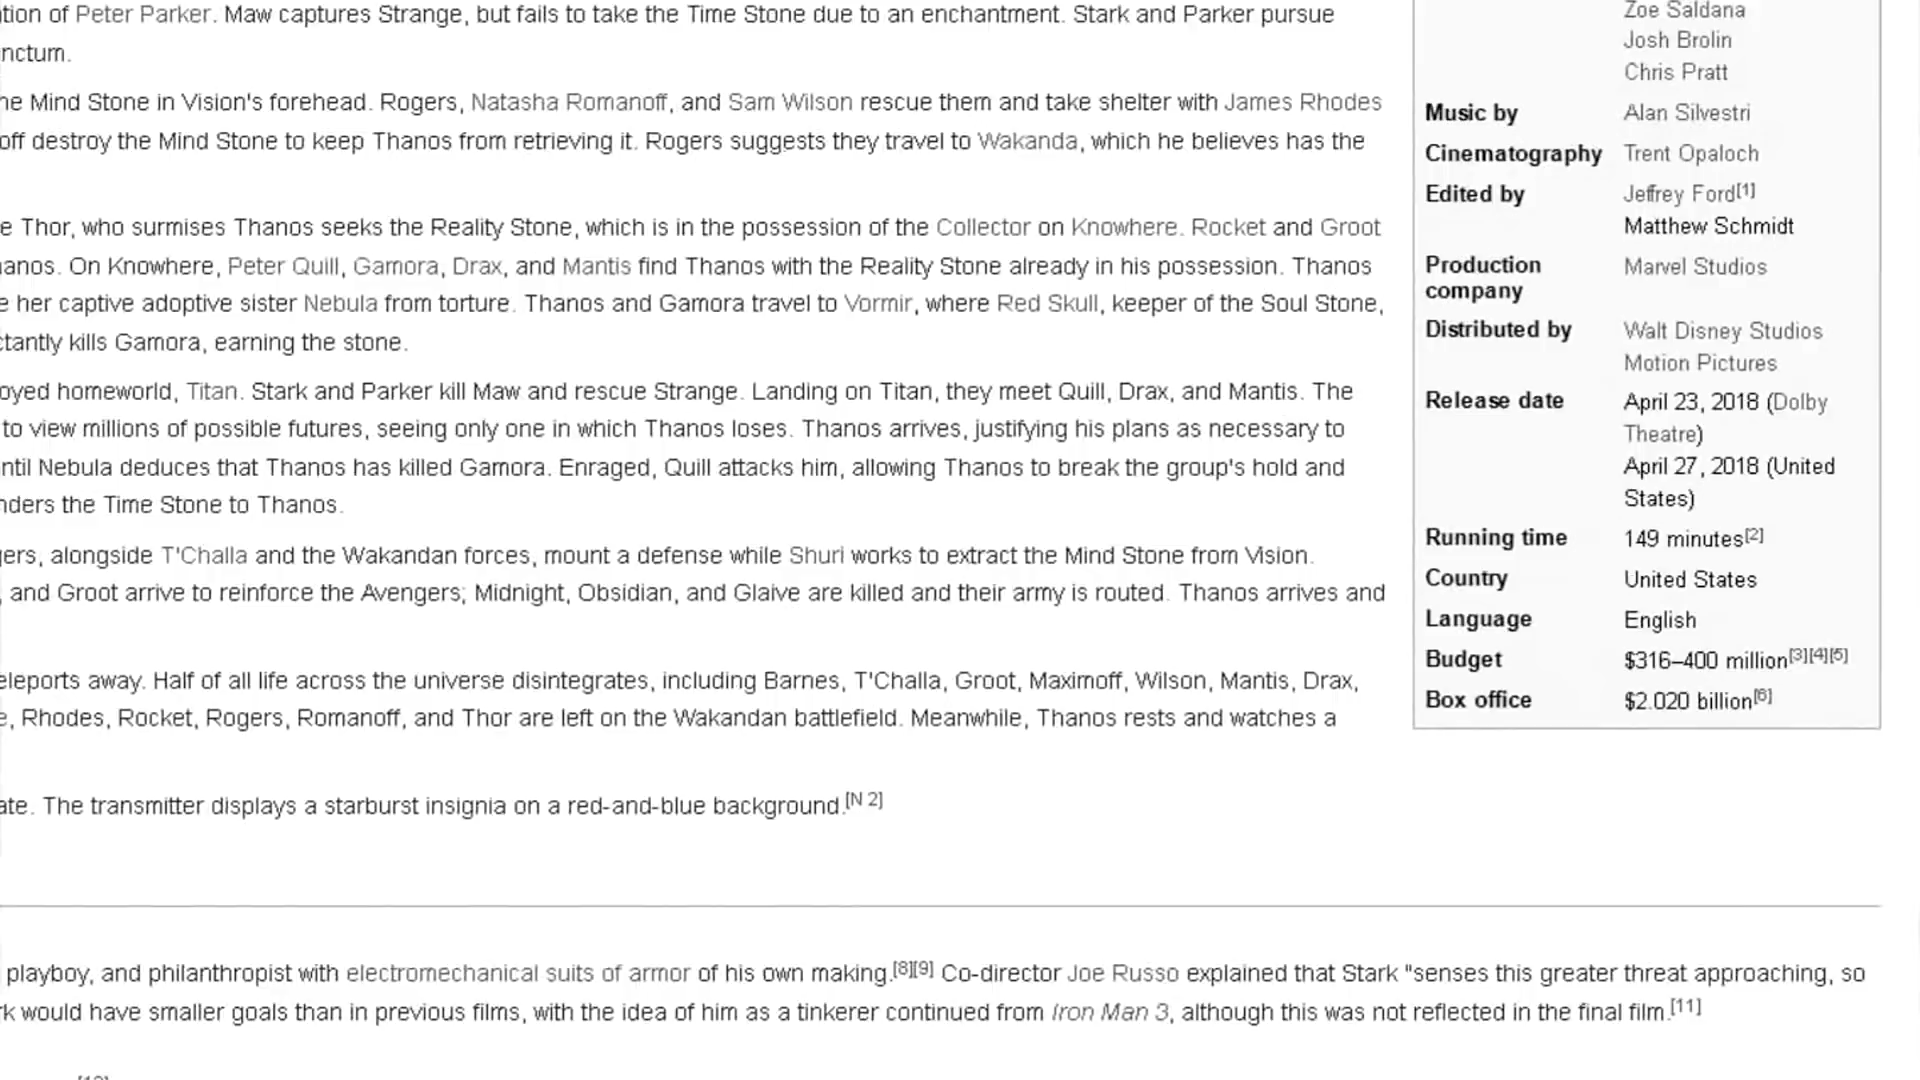 tion of Peter Parker. Maw captures Strange, but fails to take the Time Stone due to an enchantment. Stark and Parker pursue
nctum.
he Mind Stone in Vision's forehead. Rogers, Natasha Romanoff, and Sam Wilson rescue them and take shelter with James Rhodes
off destroy the Mind Stone to keep Thanos from retrieving it. Rogers suggests they travel to Wakanda, which he believes has the
e Thor, who surmises Thanos seeks the Reality Stone, which is in the possession of the Collector on Knowhere. Rocket and Groot
anos. On Knowhere, Peter Quill, Gamora, Drax, and Mantis find Thanos with the Reality Stone already in his possession. Thanos
e her captive adoptive sister Nebula from torture. Thanos and Gamora travel to Vormir, where Red Skull, keeper of the Soul Stone,
ctantly kills Gamora, earning the stone.
oyed homeworld, Titan. Stark and Parker kill Maw and rescue Strange. Landing on Titan, they meet Quill, Drax, and Mantis. The
to view millions of possible futures, seeing only one in which Thanos loses. Thanos arrives, justifying his plans as necessary to
ntil Nebula deduces that Thanos has killed Gamora. Enraged, Quill attacks him, allowing Thanos to break the group's hold and
nders the Time Stone to Thanos.
gers, alongside T'Challa and the Wakandan forces, mount a defense while Shuri works to extract the Mind Stone from Vision.
, and Groot arrive to reinforce the Avengers; Midnight, Obsidian, and Glaive are killed and their army is routed. Thanos arrives and
eleports away. Half of all life across the universe disintegrates, including Barnes, T'Challa, Groot, Maximoff, Wilson, Mantis, Drax,
e, Rhodes, Rocket, Rogers, Romanoff, and Thor are left on the Wakandan battlefield. Meanwhile, Thanos rests and watches a
ate. The transmitter displays a starburst insignia on a red-and-blue background.[N 2]
Zoe Saldana
Josh Brolin
Chris Pratt
Music by Alan Silvestri
Cinematography Trent Opaloch
Edited by Jeffrey Ford[1]
Matthew Schmidt
Production Marvel Studios
company
Distributed by Walt Disney Studios
Motion Pictures
Release date April 23, 2018 (Dolby
Theatre)
April 27, 2018 (United
States)
Running time 149 minutes[2]
Country United States
Language English
Budget $316–400 million[3][4][5]
Box office $2.020 billion[6]
playboy, and philanthropist with electromechanical suits of armor of his own making.[8][9] Co-director Joe Russo explained that Stark "senses this greater threat approaching, so
rk would have smaller goals than in previous films, with the idea of him as a tinkerer continued from Iron Man 3, although this was not reflected in the final film.[11]